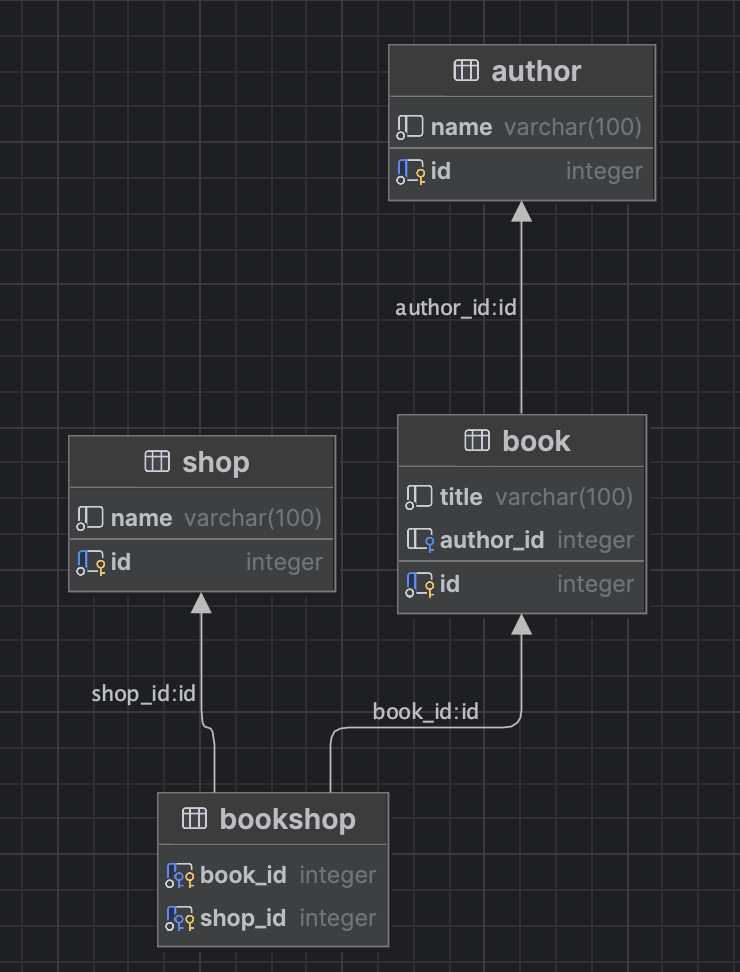 author
name varchar(100)
id integer
author_id:id
book
title varchar(100)
author_id integer
id integer
shop
name varchar(100)
id integer
shop_id:id
book_id:id
bookshop
book_id integer
shop_id integer